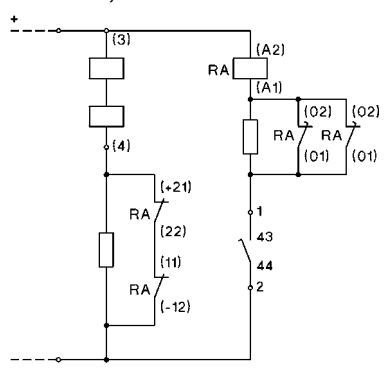 +
(3)
(A2)
RA
(A1)
(02)
(02)
RA
RA
(01)
(01)
(4)
(+21)
RA
(22)
1
43
(11)
44
RA
2
(-12)